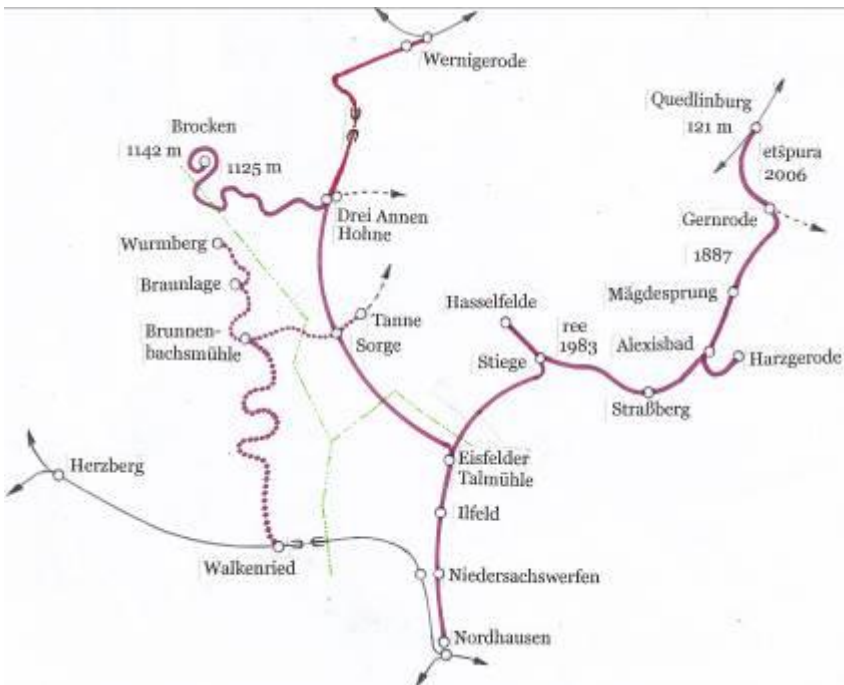 Wernigerode
Quedlinburg
121 m
Brocken
1142 m
1125 m
etšpura
2006
Drei Annen
Hohne
Gernrode
Wurmberg
1887
Braunlage
Mägdesprung
Hasselfelde
Tanne
Brunnen-
bachsmühle
Sorge
ree
1983
Alexisbad
Harzgerode
Stiege
Straßberg
Eisfelder
Talmühle
Herzberg
Ilfeld
Walkenried
Niedersachswerfen
Nordhausen